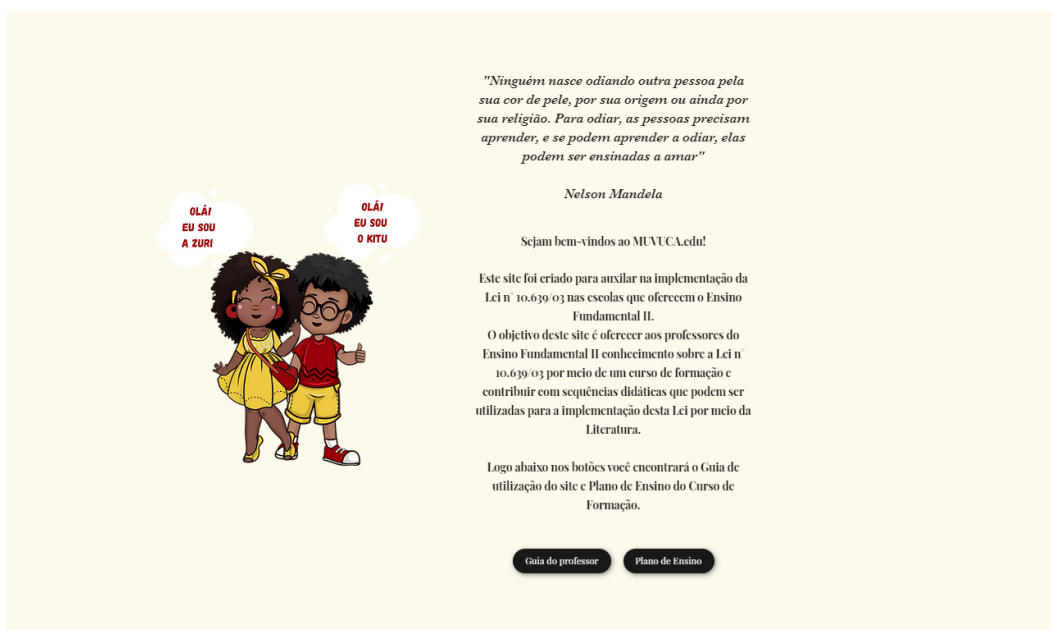 "Ninguém nasce odiando outra pessoa pela
sua cor de pele, por sua origem ou ainda por
sua religião. Para odiar, as pessoas precisam
aprender, e se podem aprender a odiar, elas
podem ser ensinadas a amar"
Nelson Mandela
OLÁ!
EU SOU
A ZURI
OLÁ!
EU SOU
O KITU
Sejam bem-vindos ao MUVUCA.edu!
Este site foi criado para auxilar na implementação da
Lei n° 10.639/03 nas escolas que oferecem o Ensino
Fundamental II.
O objetivo deste site é oferecer aos professores do
Ensino Fundamental II conhecimento sobre a Lei n°
10.639/03 por meio de um curso de formação e
contribuir com sequências didáticas que podem ser
utilizadas para a implementação desta Lei por meio da
Literatura.
Logo abaixo nos botões você encontrará o Guia de
utilização do site e Plano de Ensino do Curso de
Formação.
Guia do professor
Plano de Ensino